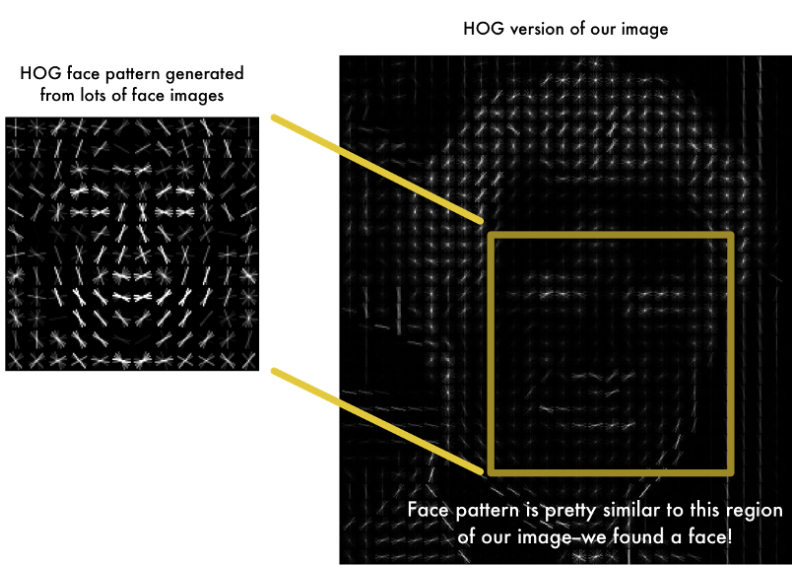 HOG version of our image
HOG face pattern generated
from lots of face images
Face pattern is pretty similar to this region
of our image–we found a face!